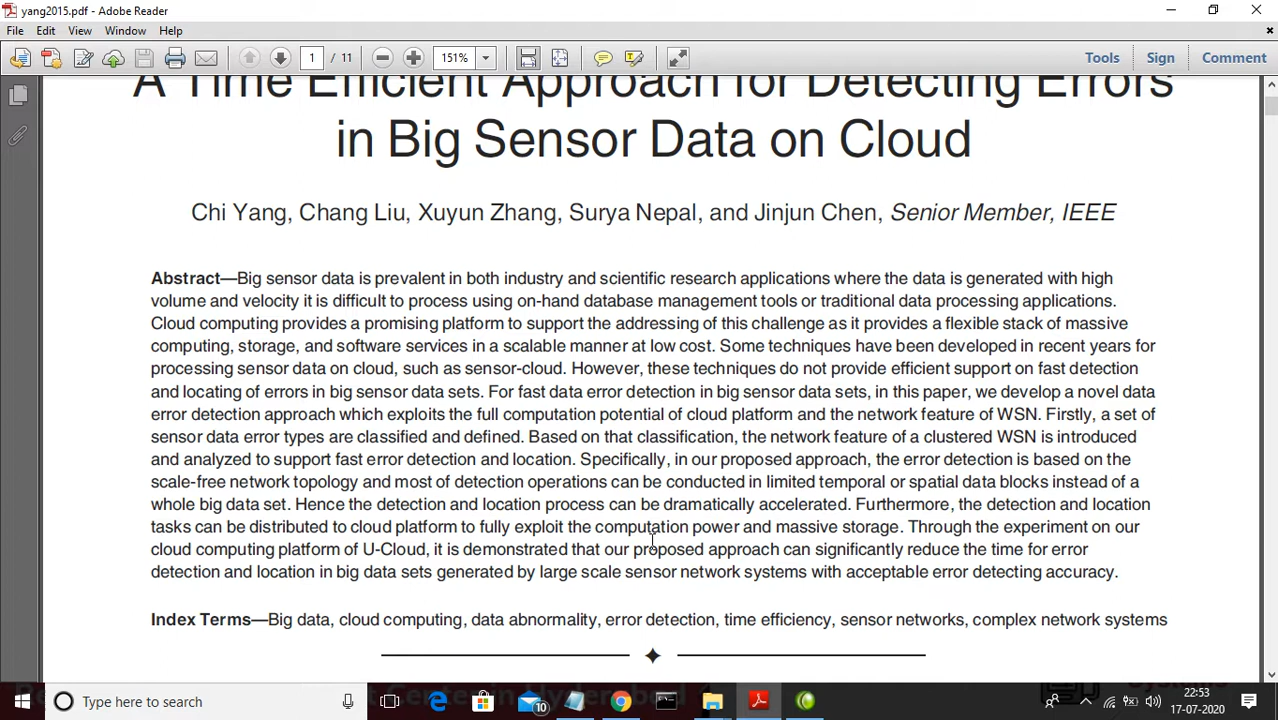 yang2015.pdf - Adobe Reader
File Edit View Window Help
1 / 11 151% Tools Sign Comment
A Time Efficient Approach for Detecting Errors
in Big Sensor Data on Cloud
Chi Yang, Chang Liu, Xuyun Zhang, Surya Nepal, and Jinjun Chen, Senior Member, IEEE
Abstract—Big sensor data is prevalent in both industry and scientific research applications where the data is generated with high
volume and velocity it is difficult to process using on-hand database management tools or traditional data processing applications.
Cloud computing provides a promising platform to support the addressing of this challenge as it provides a flexible stack of massive
computing, storage, and software services in a scalable manner at low cost. Some techniques have been developed in recent years for
processing sensor data on cloud, such as sensor-cloud. However, these techniques do not provide efficient support on fast detection
and locating of errors in big sensor data sets. For fast data error detection in big sensor data sets, in this paper, we develop a novel data
error detection approach which exploits the full computation potential of cloud platform and the network feature of WSN. Firstly, a set of
sensor data error types are classified and defined. Based on that classification, the network feature of a clustered WSN is introduced
and analyzed to support fast error detection and location. Specifically, in our proposed approach, the error detection is based on the
scale-free network topology and most of detection operations can be conducted in limited temporal or spatial data blocks instead of a
whole big data set. Hence the detection and location process can be dramatically accelerated. Furthermore, the detection and location
tasks can be distributed to cloud platform to fully exploit the computation power and massive storage. Through the experiment on our
cloud computing platform of U-Cloud, it is demonstrated that our proposed approach can significantly reduce the time for error
detection and location in big data sets generated by large scale sensor network systems with acceptable error detecting accuracy.
Index Terms—Big data, cloud computing, data abnormality, error detection, time efficiency, sensor networks, complex network systems
Type here to search
10
22:53
17-07-2020